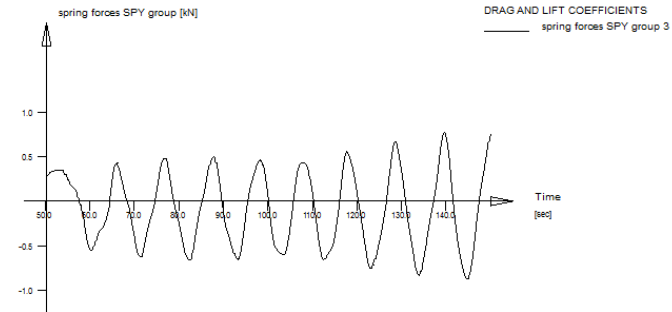 spring forces SPY group [kN]
DRAG AND LIFT COEFFICIENTS
spring forces SPY group 3
1.0
0.5
Time
50.0 60.0 70.0 80.0 90.0 100.0 110.0 120.0 130.0 140.0
[sec]
-0.5
-1.0